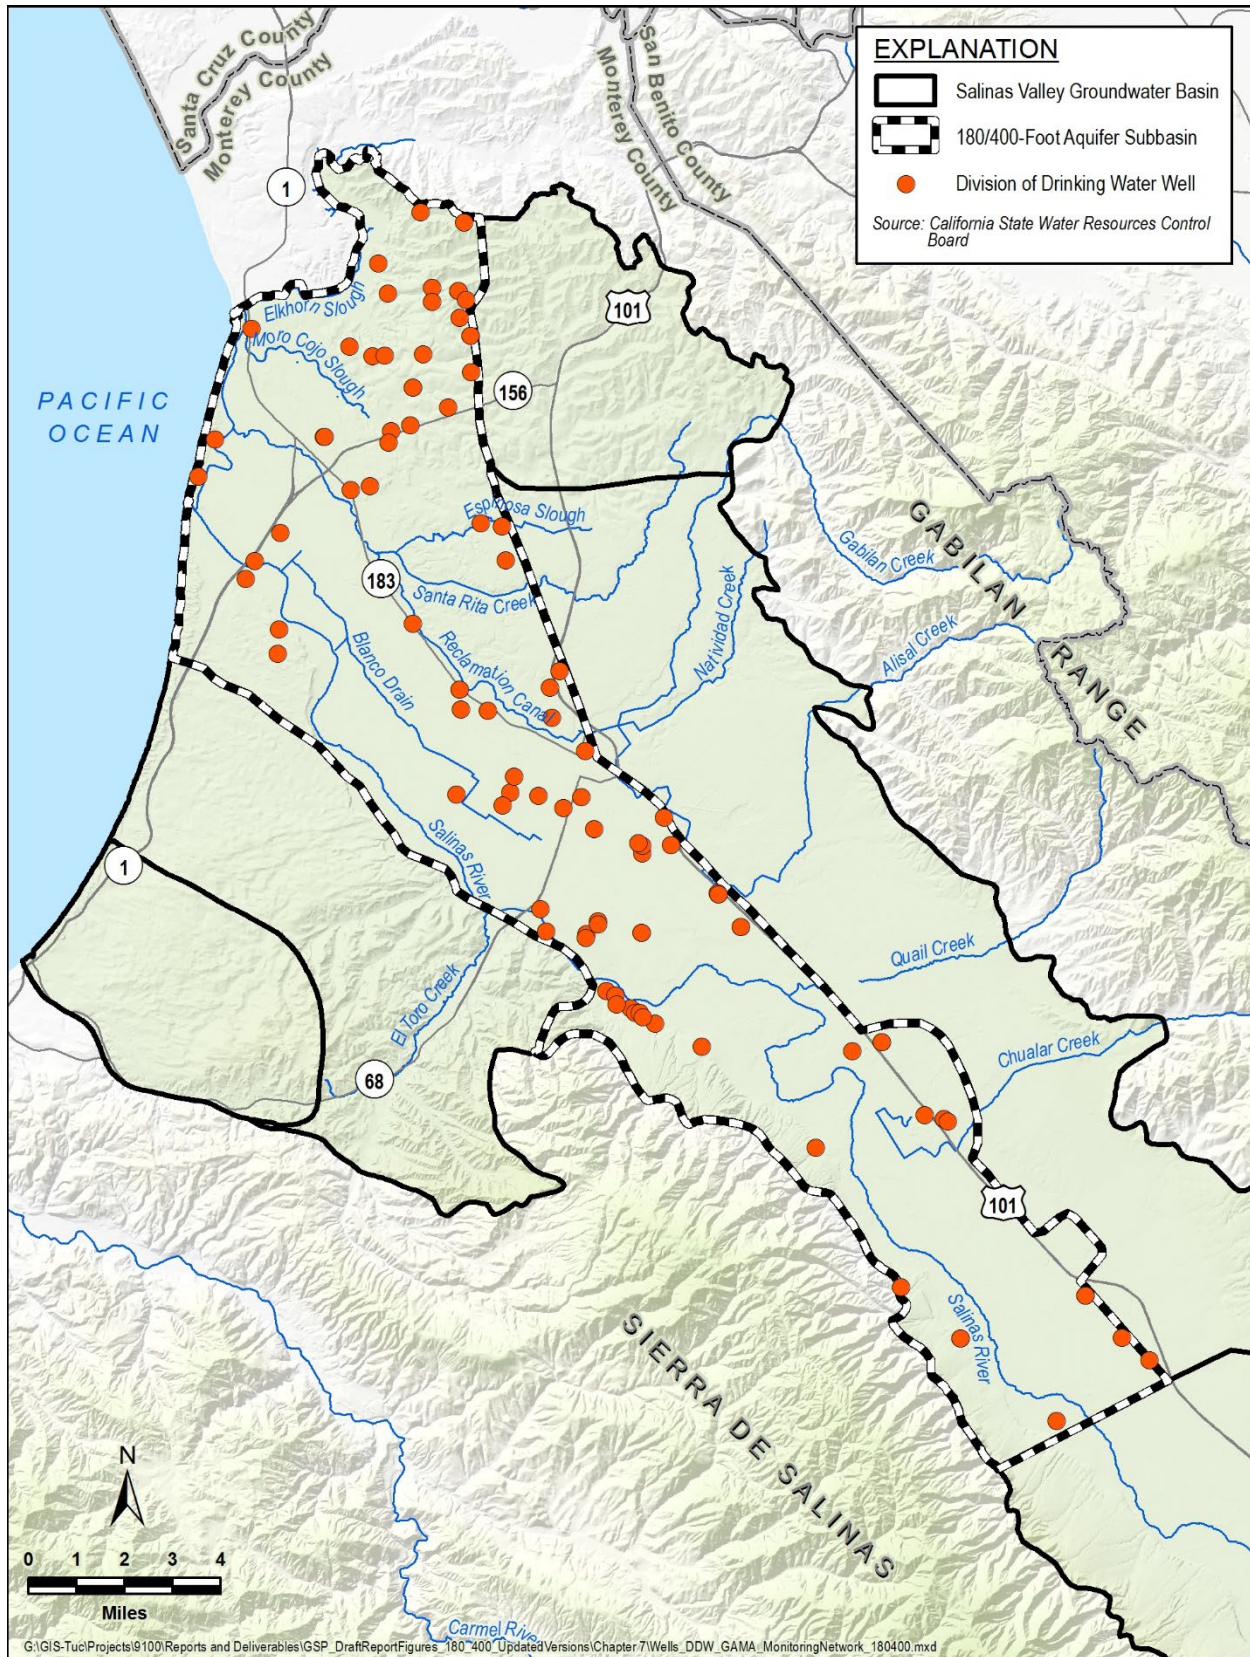 Santa Cruz County
Monterey County
San Benito County
Monterey County
EXPLANATION
Salinas Valley Groundwater Basin
180/400-Foot Aquifer Subbasin
Division of Drinking Water Well
Source: California State Water Resources Control
Board
1
101
Elkhorn Slough
Moro Cojo Slough
156
PACIFIC
OCEAN
Espinosa Slough
GABILAN
RANGE
Gabilan Creek
183
Santa Rita Creek
Natividad Creek
Alisal Creek
Reclamation Canal
Blanco Drain
Salinas River
1
Quail Creek
El Toro Creek
Chualar Creek
68
101
Salinas River
SIERRA DE SALINAS
N
0 1 2 3 4
Miles
Carmel River
G:\GIS-Tuc\Projects\9100\Reports and Deliverables\GSP_DraftReportFigures_180_400_UpdatedVersions\Chapter 7\Wells_DDW_GAMA_MonitoringNetwork_180400.mxd